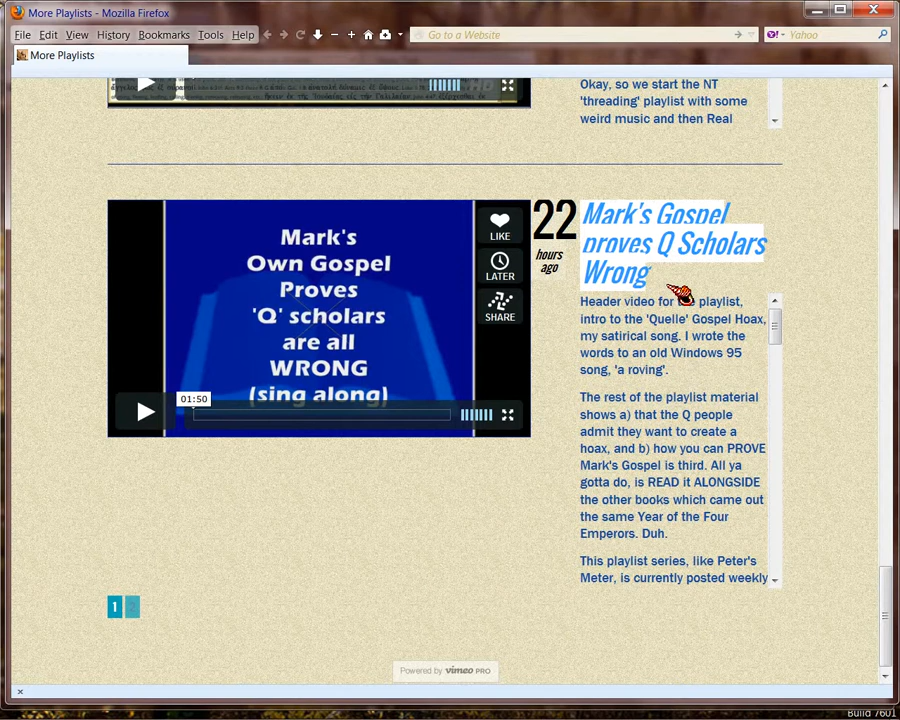 More Playlists - Mozilla Firefox
File Edit View History Bookmarks Tools Help
Go to a Website
Yahoo
More Playlists
Okay, so we start the NT
'threading' playlist with some
weird music and then Real
Mark's
Own Gospel
Proves
'Q' scholars
are all
WRONG
(sing along)
LIKE
LATER
SHARE
01:50
22
hours
ago
Mark's Gospel
proves Q Scholars
Wrong
Header video for the playlist,
intro to the 'Quelle' Gospel Hoax,
my satirical song. I wrote the
words to an old Windows 95
song, 'a roving'.
The rest of the playlist material
shows a) that the Q people
admit they want to create a
hoax, and b) how you can PROVE
Mark's Gospel is third. All ya
gotta do, is READ it ALONGSIDE
the other books which came out
the same Year of the Four
Emperors. Duh.
This playlist series, like Peter's
Meter, is currently posted weekly
1 2
Powered by vimeo PRO
Build 7601